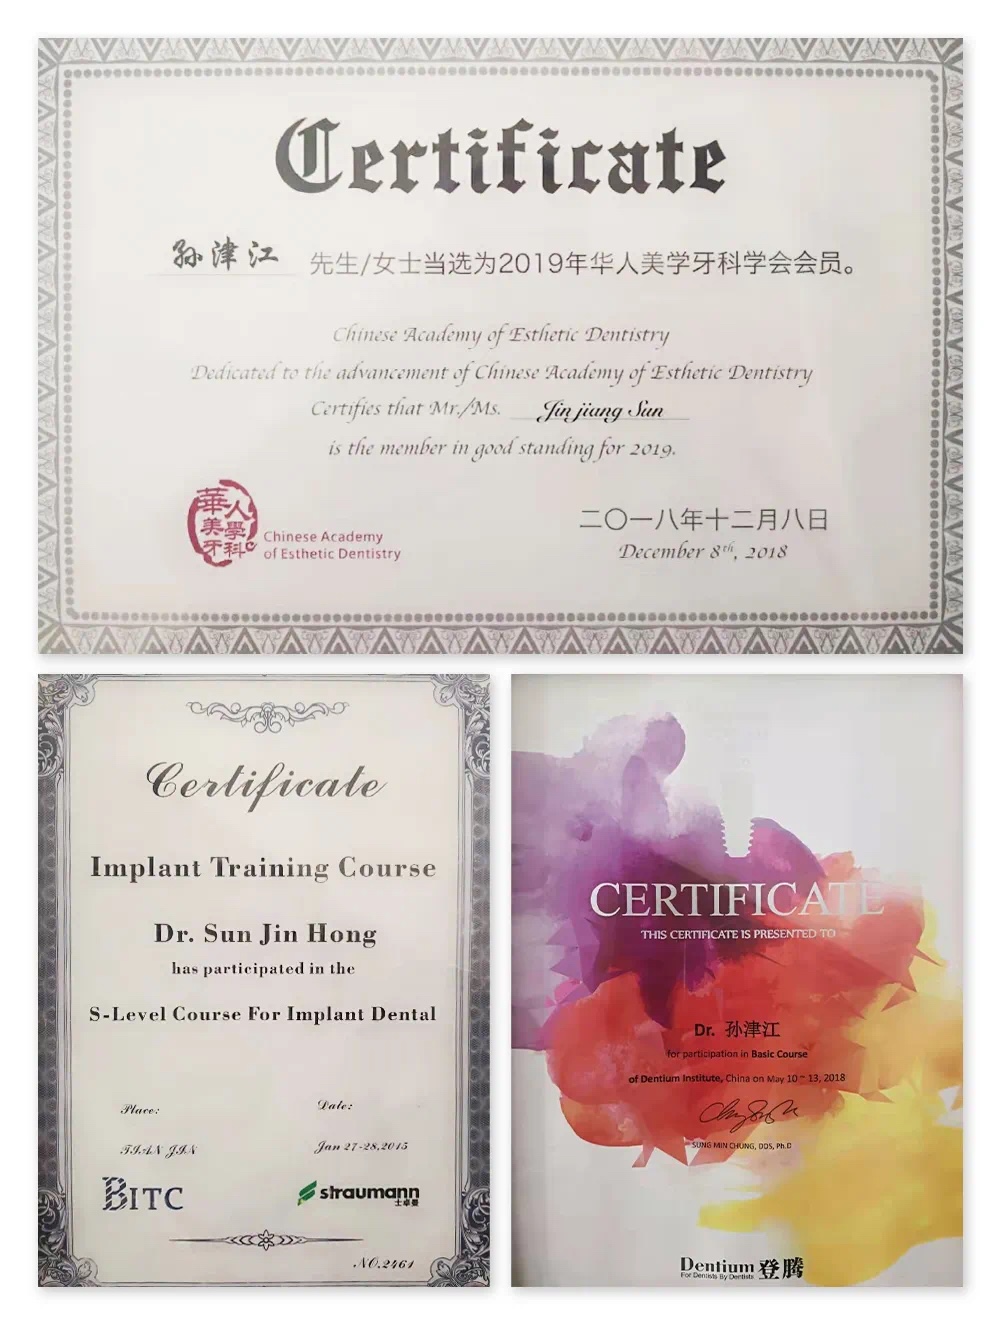 Certificate
孙津江 先生/女士当选为2019年华人美学牙科学会会员。
Chinese Academy of Esthetic Dentistry
Dedicated to the advancement of Chinese Academy of Esthetic Dentistry
Certifies that Mr./Ms. Jin jiang Sun
is the member in good standing for 2019.
華人美學牙科
Chinese Academy
of Esthetic Dentistry
二〇一八年十二月八日
December 8th, 2018
Certificate
Implant Training Course
Dr. Sun Jin Hong
has participated in the
S-Level Course For Implant Dental
Place: Date:
TIAN JIN Jan 27-28,2015
BITC
straumann
士卓曼
NO.2461
CERTIFICATE
THIS CERTIFICATE IS PRESENTED TO
Dr. 孙津江
for participation in Basic Course
of Dentium Institute, China on May 10~13, 2018
SUNG MIN CHUNG, DDS, Ph.D
Dentium 登腾
For Dentists By Dentists